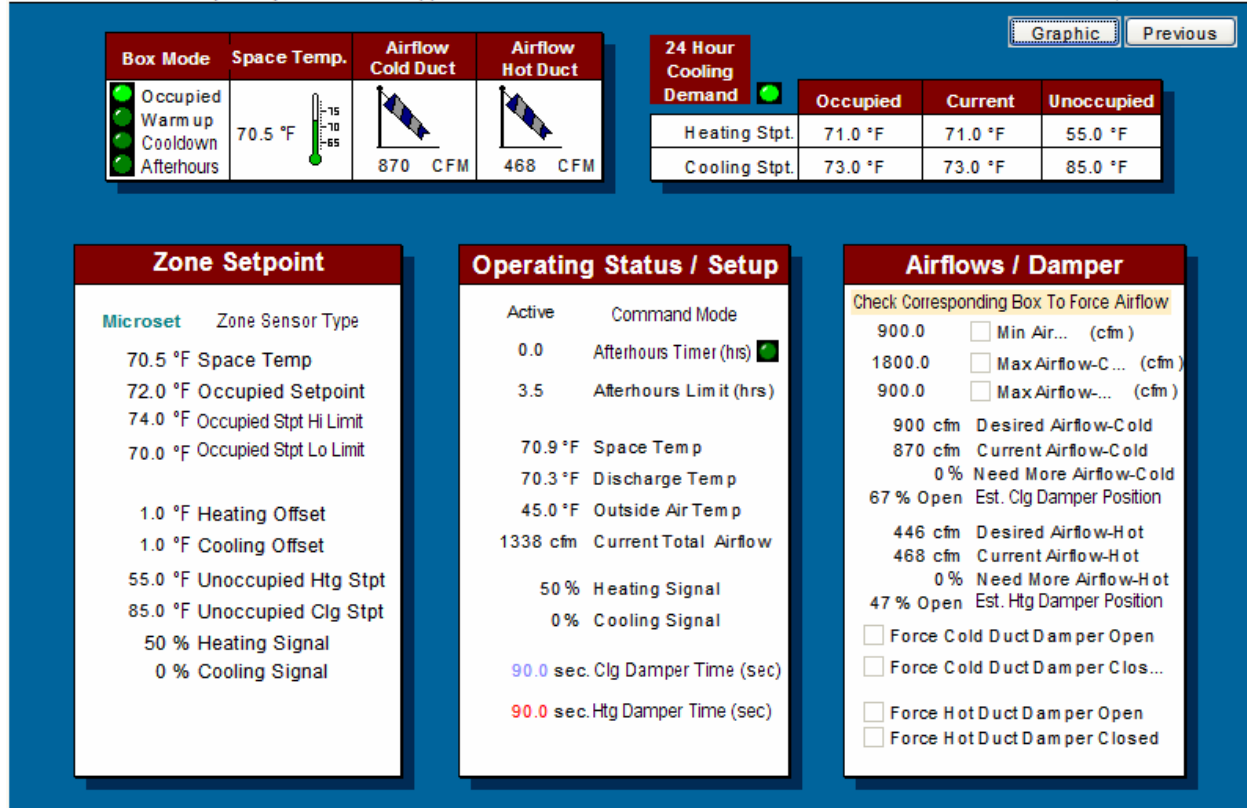 Graphic Previous
Box Mode Space Temp. Airflow Cold Duct Airflow Hot Duct
Occupied
Warm up
Cooldown
Afterhours
70.5 °F
75
70
65
870 CFM
468 CFM
24 Hour
Cooling
Demand
Occupied Current Unoccupied
Heating Stpt. 71.0 °F 71.0 °F 55.0 °F
Cooling Stpt. 73.0 °F 73.0 °F 85.0 °F
Zone Setpoint
Microset Zone Sensor Type
70.5 °F Space Temp
72.0 °F Occupied Setpoint
74.0 °F Occupied Stpt Hi Limit
70.0 °F Occupied Stpt Lo Limit
1.0 °F Heating Offset
1.0 °F Cooling Offset
55.0 °F Unoccupied Htg Stpt
85.0 °F Unoccupied Clg Stpt
50 % Heating Signal
0 % Cooling Signal
Operating Status / Setup
Active Command Mode
0.0 Afterhours Timer (hrs)
3.5 Afterhours Limit (hrs)
70.9 °F Space Temp
70.3 °F Discharge Temp
45.0 °F Outside Air Temp
1338 cfm Current Total Airflow
50 % Heating Signal
0 % Cooling Signal
90.0 sec. Clg Damper Time (sec)
90.0 sec. Htg Damper Time (sec)
Airflows / Damper
Check Corresponding Box To Force Airflow
900.0 Min Air... (cfm)
1800.0 Max Airflow-C... (cfm)
900.0 Max Airflow-... (cfm)
900 cfm Desired Airflow-Cold
870 cfm Current Airflow-Cold
0 % Need More Airflow-Cold
67 % Open Est. Clg Damper Position
446 cfm Desired Airflow-Hot
468 cfm Current Airflow-Hot
0 % Need More Airflow-Hot
47 % Open Est. Htg Damper Position
Force Cold Duct Damper Open
Force Cold Duct Damper Clos...
Force Hot Duct Damper Open
Force Hot Duct Damper Closed